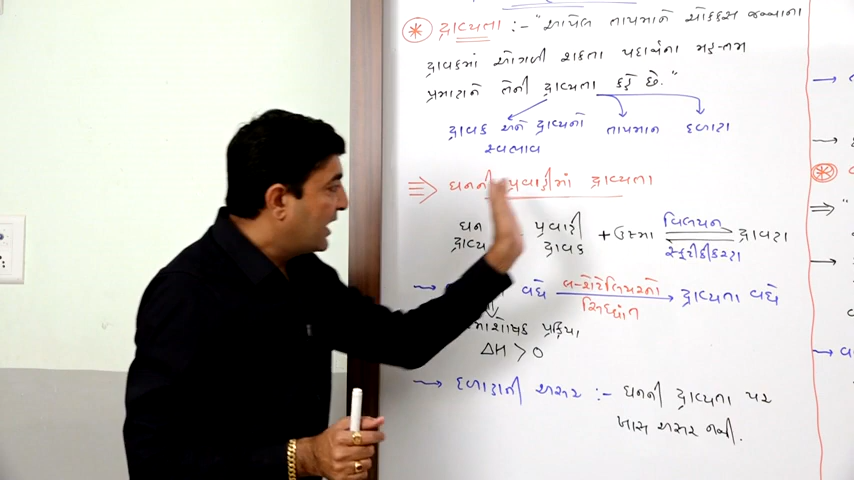 * દ્રાવ્યતા :- "આપેલ તાપમાને ચોક્કસ જથ્થાના
દ્રાવકમાં ઓગળી શકતા પદાર્થના મહત્તમ
પ્રમાણને તેની દ્રાવ્યતા કહે છે."
દ્રાવક અને દ્રાવ્યનો તાપમાન દબાણ
સ્વભાવ
ઘનની પ્રવાહીમાં દ્રાવ્યતા
ઘન પ્રવાહી + ઉષ્મા વિલયન દ્રાવણ
દ્રાવ્ય દ્રાવક સ્ફટીકીકરણ
વધે લ-શેટેલિયરનો દ્રાવ્યતા વધે
સિધ્ધાંત
પ્રક્રિયા
ΔH > 0
દબાણની અસર :- ઘનની દ્રાવ્યતા પર
ખાસ અસર નથી.